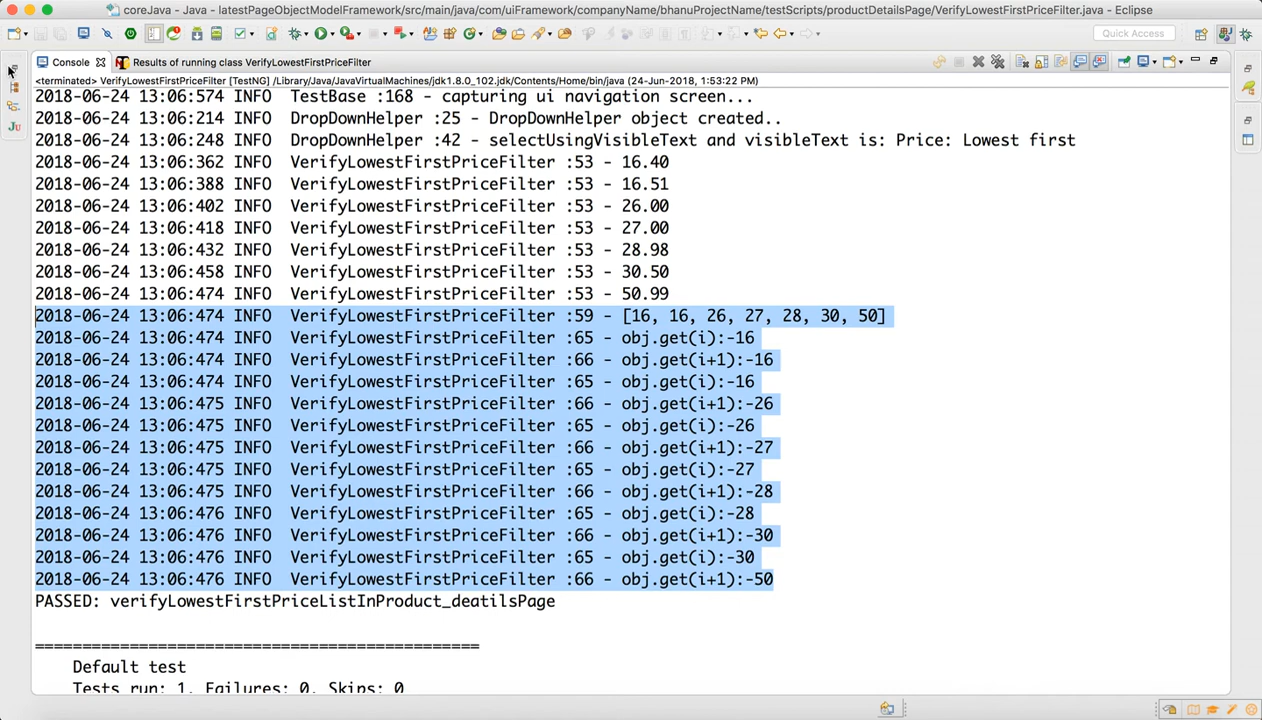 coreJava - Java - latestPageObjectModelFramework/src/main/java/com/uiFramework/companyName/bhanuProjectName/testScripts/productDetailsPage/VerifyLowestFirstPriceFilter.java - Eclipse
Quick Access
Console
Results of running class VerifyLowestFirstPriceFilter
<terminated> VerifyLowestFirstPriceFilter [TestNG] /Library/Java/JavaVirtualMachines/jdk1.8.0_102.jdk/Contents/Home/bin/java (24-Jun-2018, 1:53:22 PM)
2018-06-24 13:06:574 INFO  TestBase :168 - capturing ui navigation screen...
2018-06-24 13:06:214 INFO  DropDownHelper :25 - DropDownHelper object created..
2018-06-24 13:06:248 INFO  DropDownHelper :42 - selectUsingVisibleText and visibleText is: Price: Lowest first
2018-06-24 13:06:362 INFO  VerifyLowestFirstPriceFilter :53 - 16.40
2018-06-24 13:06:388 INFO  VerifyLowestFirstPriceFilter :53 - 16.51
2018-06-24 13:06:402 INFO  VerifyLowestFirstPriceFilter :53 - 26.00
2018-06-24 13:06:418 INFO  VerifyLowestFirstPriceFilter :53 - 27.00
2018-06-24 13:06:432 INFO  VerifyLowestFirstPriceFilter :53 - 28.98
2018-06-24 13:06:458 INFO  VerifyLowestFirstPriceFilter :53 - 30.50
2018-06-24 13:06:474 INFO  VerifyLowestFirstPriceFilter :53 - 50.99
2018-06-24 13:06:474 INFO  VerifyLowestFirstPriceFilter :59 - [16, 16, 26, 27, 28, 30, 50]
2018-06-24 13:06:474 INFO  VerifyLowestFirstPriceFilter :65 - obj.get(i):-16
2018-06-24 13:06:474 INFO  VerifyLowestFirstPriceFilter :66 - obj.get(i+1):-16
2018-06-24 13:06:474 INFO  VerifyLowestFirstPriceFilter :65 - obj.get(i):-16
2018-06-24 13:06:475 INFO  VerifyLowestFirstPriceFilter :66 - obj.get(i+1):-26
2018-06-24 13:06:475 INFO  VerifyLowestFirstPriceFilter :65 - obj.get(i):-26
2018-06-24 13:06:475 INFO  VerifyLowestFirstPriceFilter :66 - obj.get(i+1):-27
2018-06-24 13:06:475 INFO  VerifyLowestFirstPriceFilter :65 - obj.get(i):-27
2018-06-24 13:06:475 INFO  VerifyLowestFirstPriceFilter :66 - obj.get(i+1):-28
2018-06-24 13:06:476 INFO  VerifyLowestFirstPriceFilter :65 - obj.get(i):-28
2018-06-24 13:06:476 INFO  VerifyLowestFirstPriceFilter :66 - obj.get(i+1):-30
2018-06-24 13:06:476 INFO  VerifyLowestFirstPriceFilter :65 - obj.get(i):-30
2018-06-24 13:06:476 INFO  VerifyLowestFirstPriceFilter :66 - obj.get(i+1):-50
PASSED: verifyLowestFirstPriceListInProduct_deatilsPage
===============================================
Default test
Tests run: 1, Failures: 0, Skips: 0